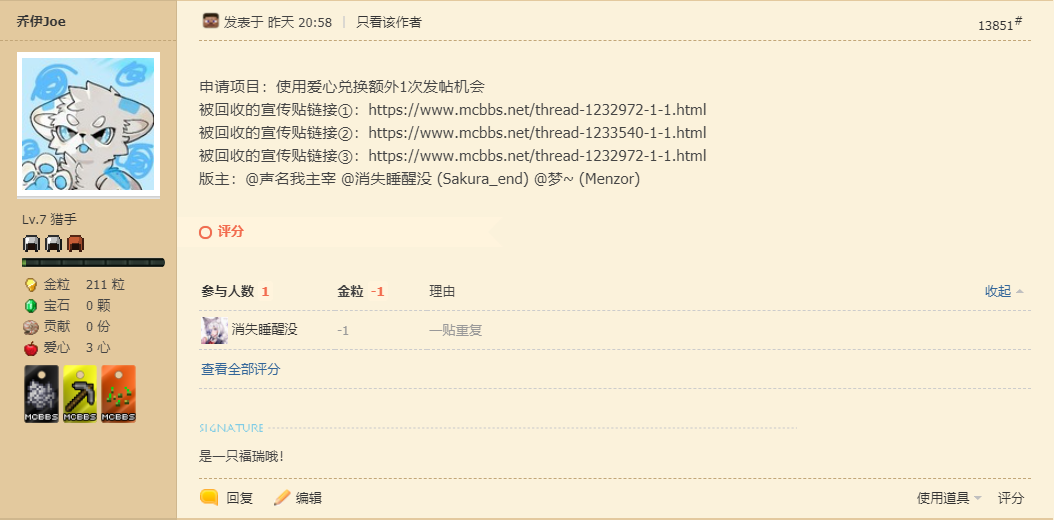 乔伊Joe
发表于 昨天 20:58 | 只看该作者
13851#
申请项目：使用爱心兑换额外1次发帖机会
被回收的宣传贴链接①：https://www.mcbbs.net/thread-1232972-1-1.html
被回收的宣传贴链接②：https://www.mcbbs.net/thread-1233540-1-1.html
被回收的宣传贴链接③：https://www.mcbbs.net/thread-1232972-1-1.html
版主：@声名我主宰 @消失睡醒没 (Sakura_end) @梦~ (Menzor)
Lv.7 猎手
金粒 211 粒
宝石 0 颗
贡献 0 份
爱心 3 心
MCBBS MCBBS MCBBS
评分
参与人数 1 金粒 -1 理由 收起
消失睡醒没 -1 一贴重复
查看全部评分
SIGNATURE
是一只福瑞哦！
回复 编辑 使用道具 评分